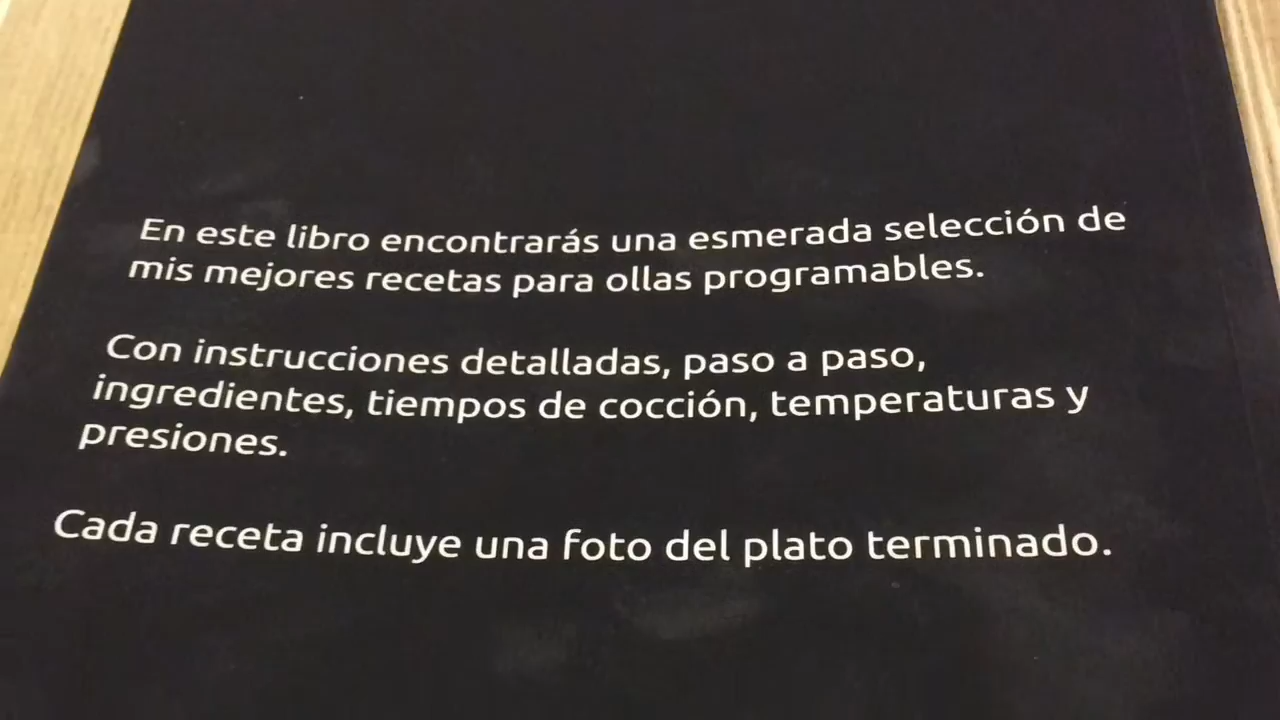 En este libro encontrarás una esmerada selección de
mis mejores recetas para ollas programables.
Con instrucciones detalladas, paso a paso,
ingredientes, tiempos de cocción, temperaturas y
presiones.
Cada receta incluye una foto del plato terminado.